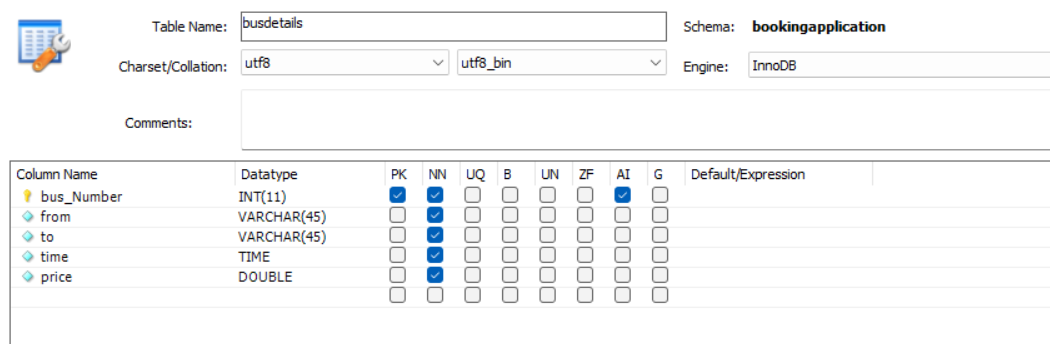 Table Name: busdetails Schema: bookingapplication
Charset/Collation: utf8 utf8_bin Engine: InnoDB
Comments:
Column Name Datatype PK NN UQ B UN ZF AI G Default/Expression
bus_Number INT(11)
from VARCHAR(45)
to VARCHAR(45)
time TIME
price DOUBLE